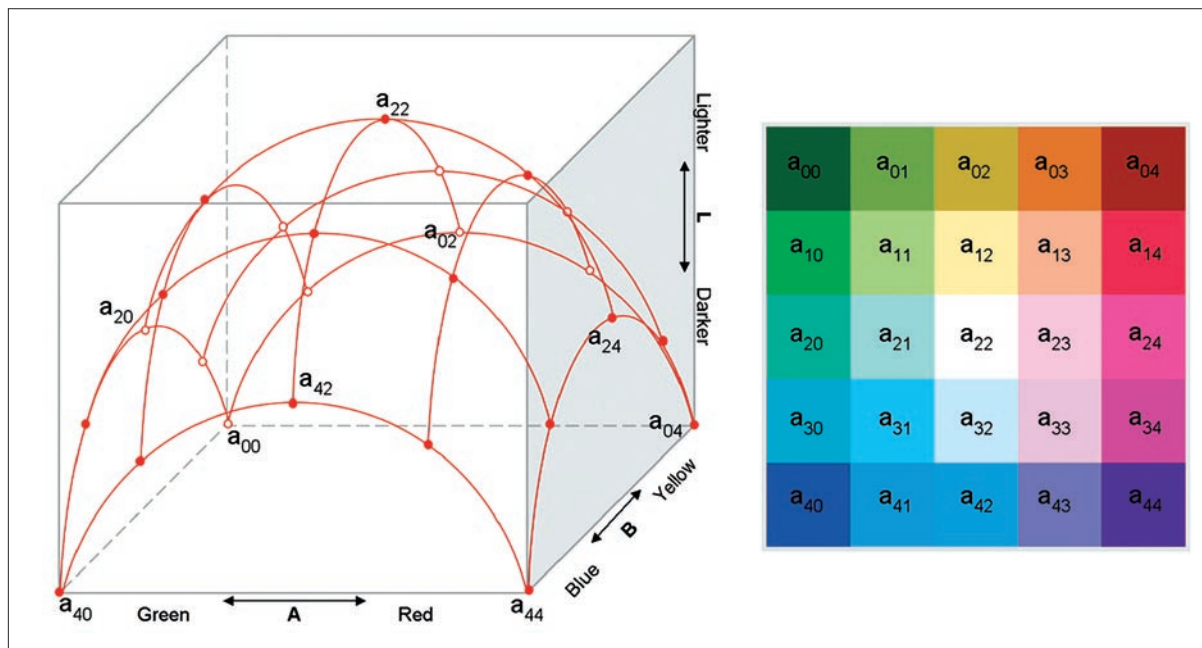 a22
Lighter
L
Darker
a02
a20
a24
a42
a00
a04
Yellow
B
Blue
a40
Green
A
Red
a44
a00 a01 a02 a03 a04
a10 a11 a12 a13 a14
a20 a21 a22 a23 a24
a30 a31 a32 a33 a34
a40 a41 a42 a43 a44